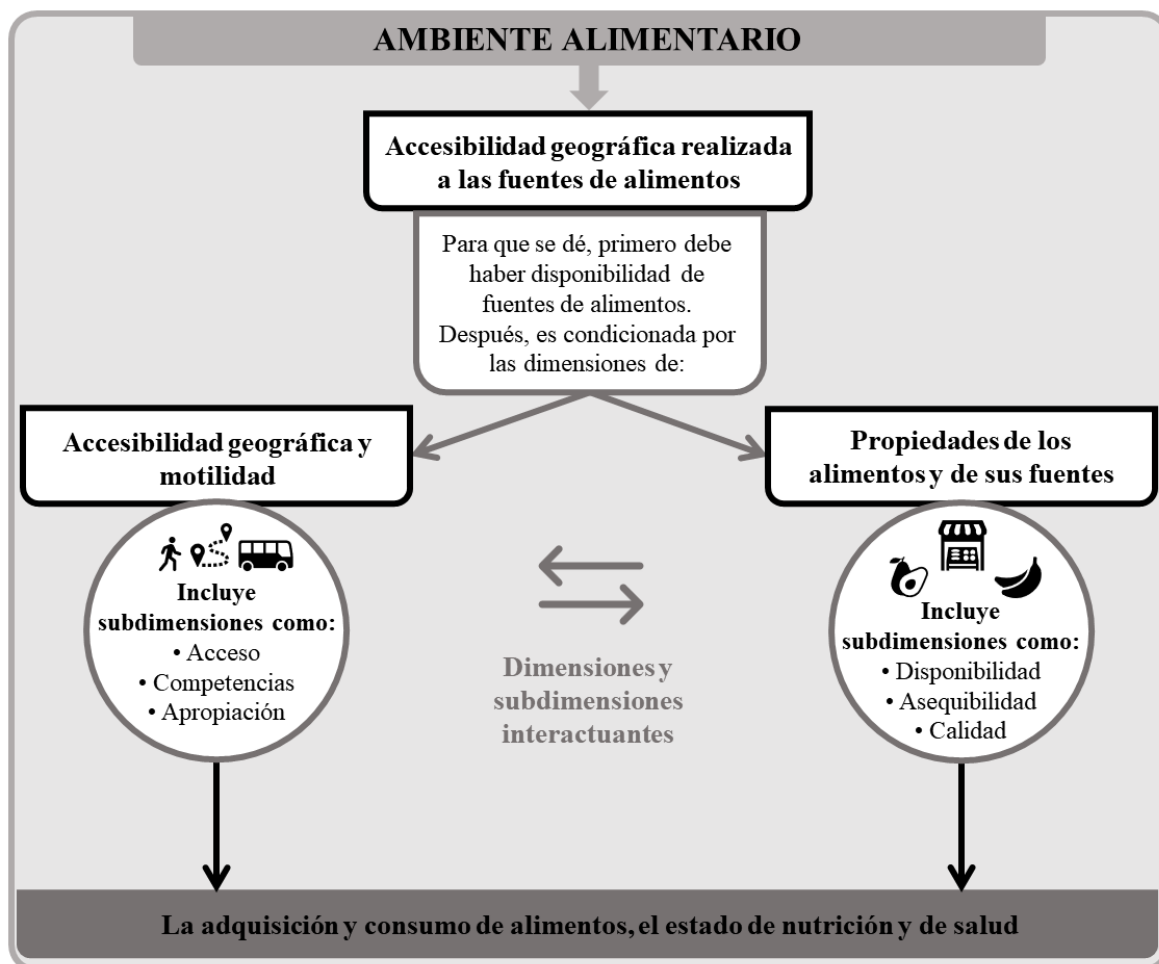 AMBIENTE ALIMENTARIO
Accesibilidad geográfica realizada
a las fuentes de alimentos
Para que se dé, primero debe
haber disponibilidad de
fuentes de alimentos.
Después, es condicionada por
las dimensiones de:
Accesibilidad geográfica y
motilidad
Incluye
subdimensiones como:
• Acceso
• Competencias
• Apropiación
Dimensiones y
subdimensiones
interactuantes
Propiedades de los
alimentos y de sus fuentes
Incluye
subdimensiones como:
• Disponibilidad
• Asequibilidad
• Calidad
La adquisición y consumo de alimentos, el estado de nutrición y de salud